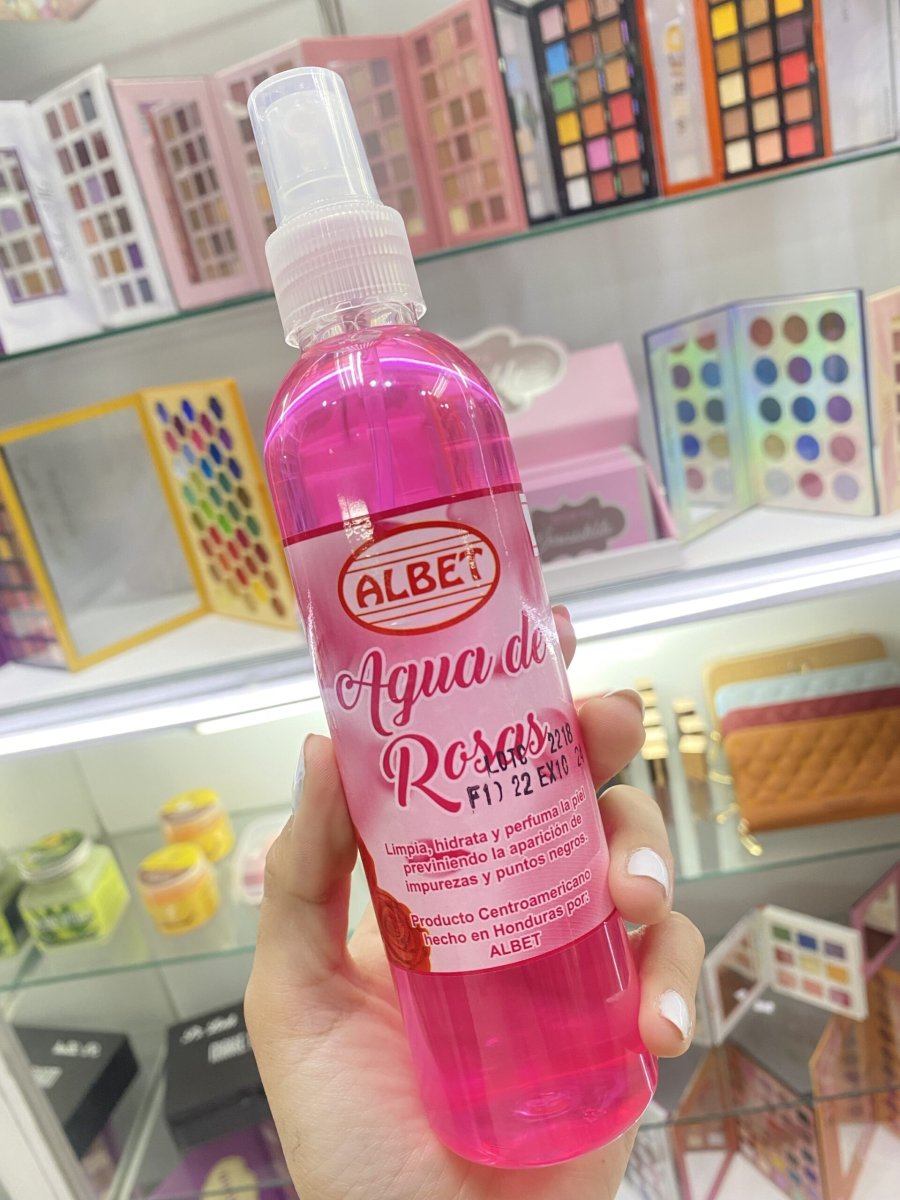 ALBET
Agua de
Rosas
LOTE 2218
F1) 22 EX10 24
Limpia, hidrata y perfuma la piel
previniendo la aparición de
impurezas y puntos negros.
Producto Centroamericano
hecho en Honduras por:
ALBET